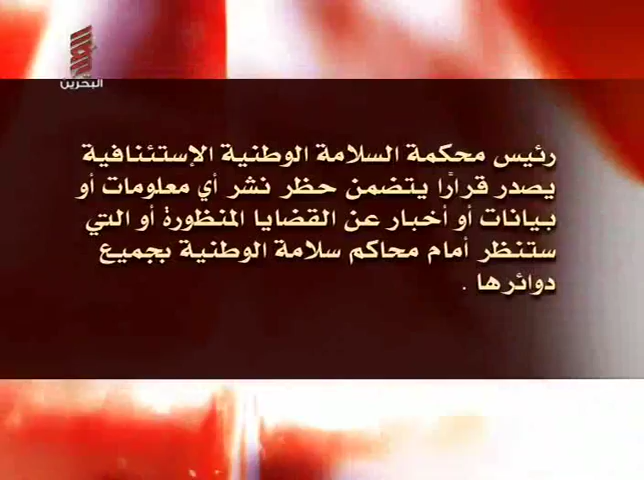 البحرين
رئيس محكمة السلامة الوطنية الإستئنافية
يصدر قرارًا يتضمن حظر نشر أي معلومات أو
بيانات أو أخبار عن القضايا المنظورة أو التي
ستنظر أمام محاكم سلامة الوطنية بجميع
دوائرها .